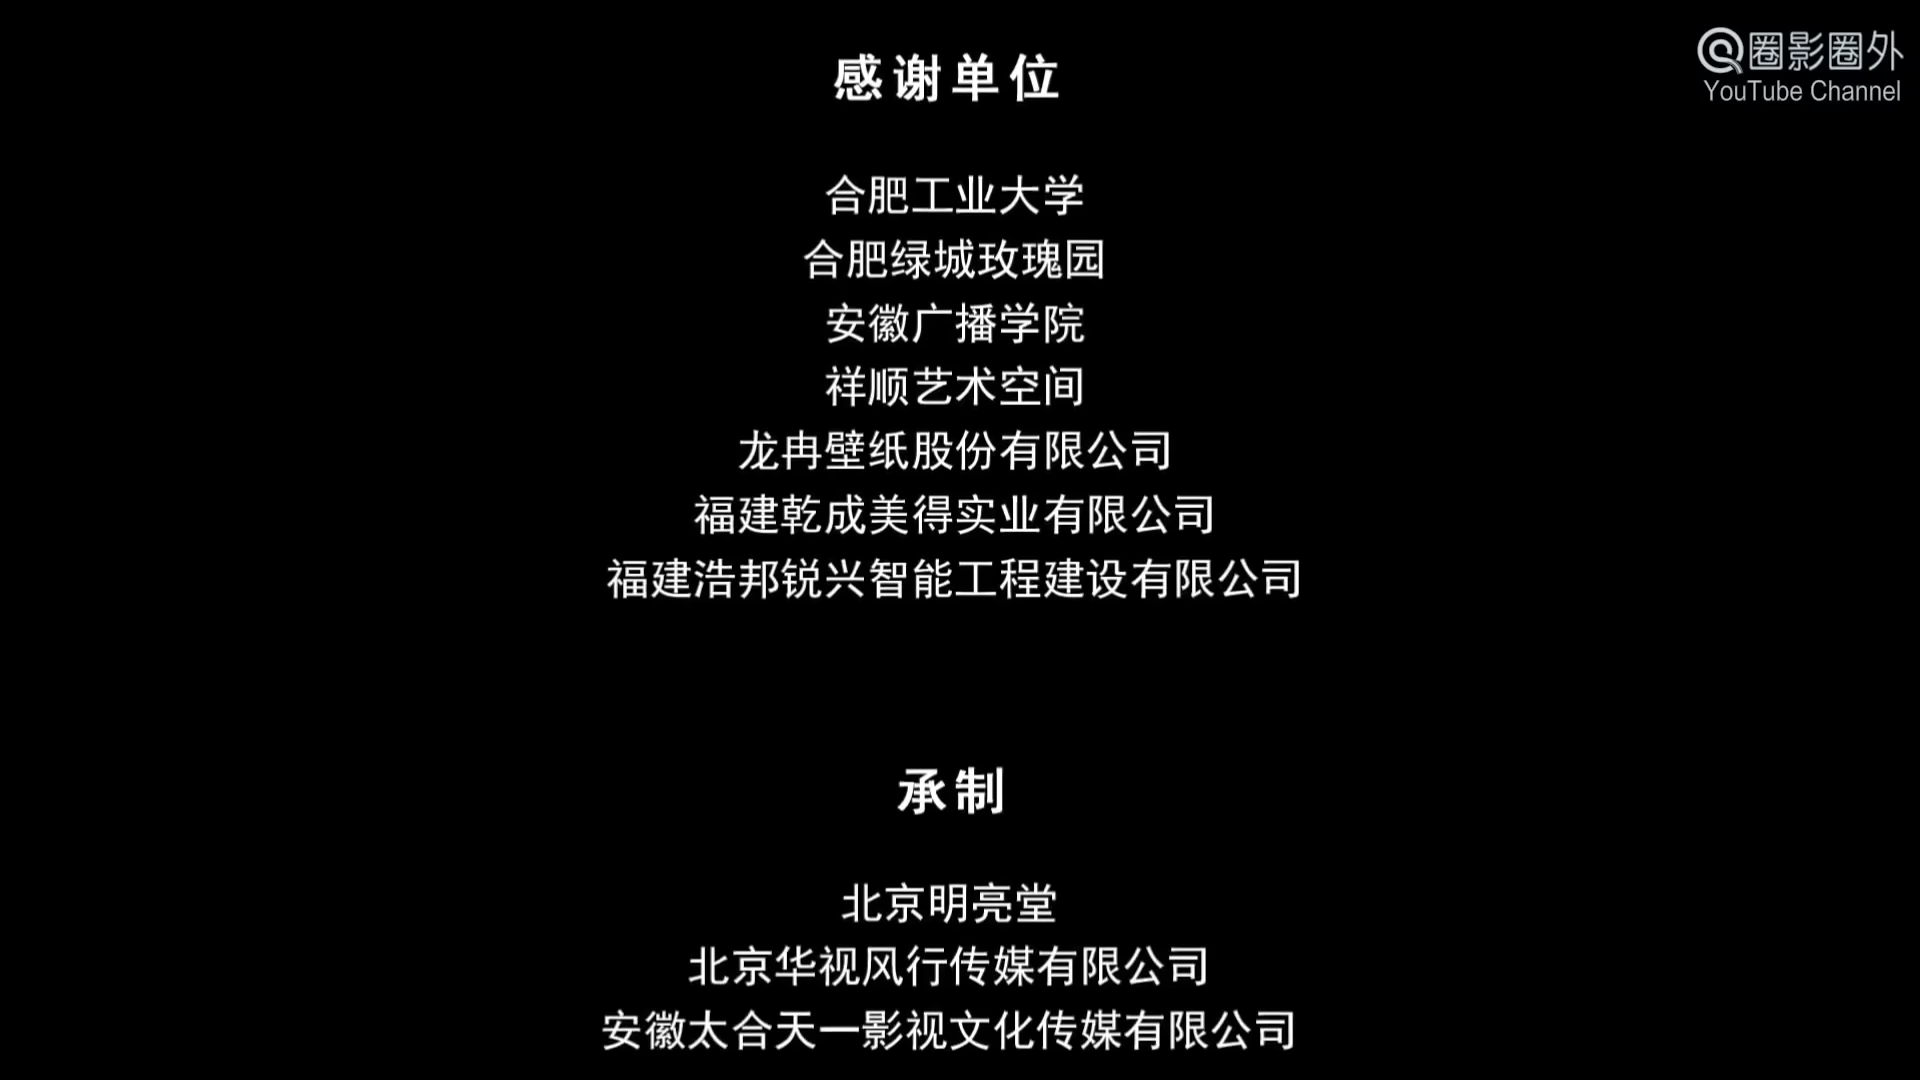 感谢单位
圈影圈外
YouTube Channel
合肥工业大学
合肥绿城玫瑰园
安徽广播学院
祥顺艺术空间
龙冉壁纸股份有限公司
福建乾成美得实业有限公司
福建浩邦锐兴智能工程建设有限公司
承制
北京明亮堂
北京华视风行传媒有限公司
安徽太合天一影视文化传媒有限公司